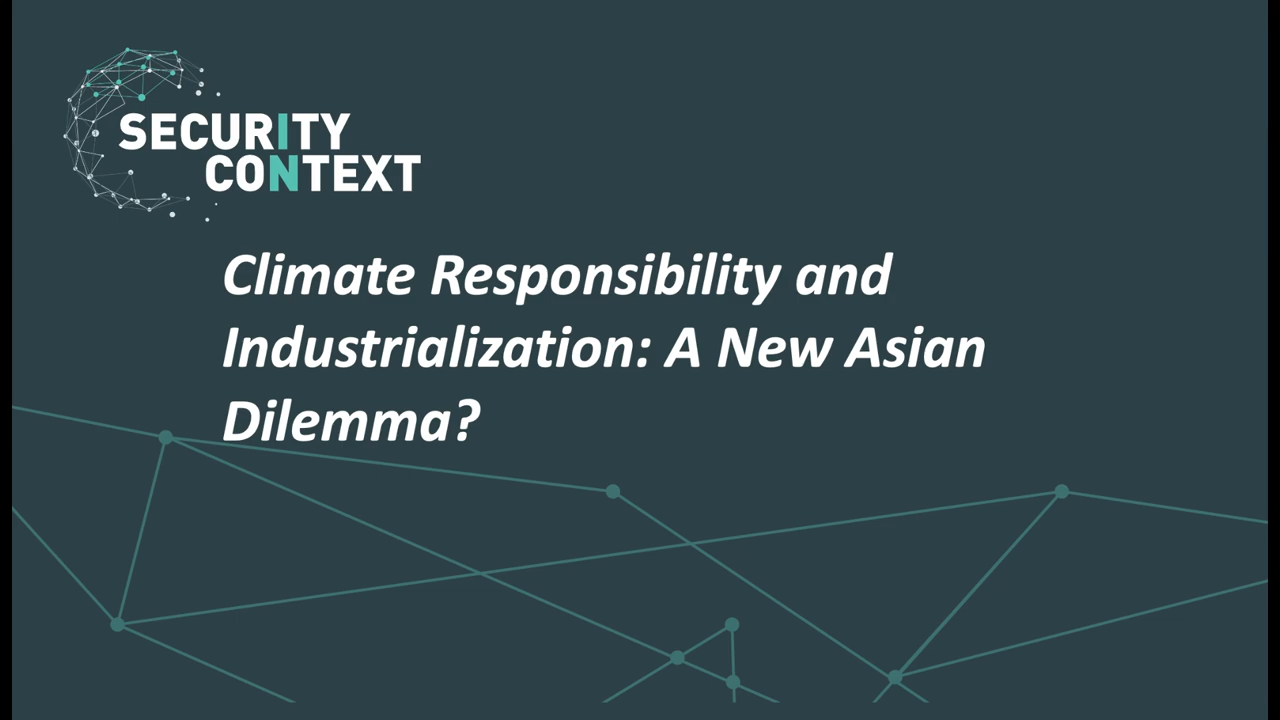 SECURITY
CONTEXT
Climate Responsibility and
Industrialization: A New Asian
Dilemma?